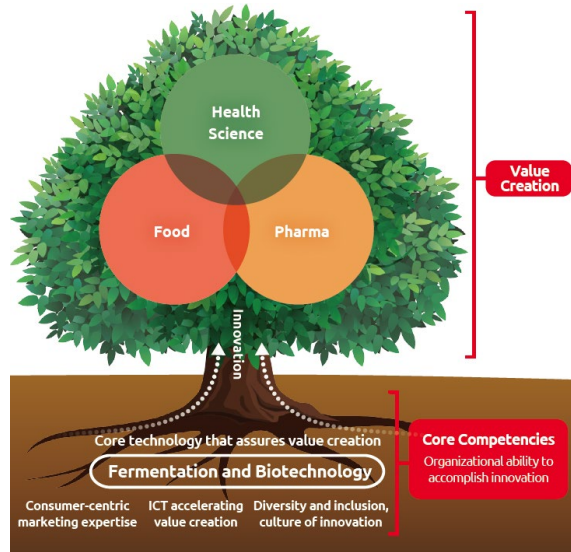 Health
Science
Food
Pharma
Value
Creation
Innovation
Core technology that assures value creation
Fermentation and Biotechnology
Consumer-centric
marketing expertise
ICT accelerating
value creation
Diversity and inclusion,
culture of innovation
Core Competencies
Organizational ability to
accomplish innovation